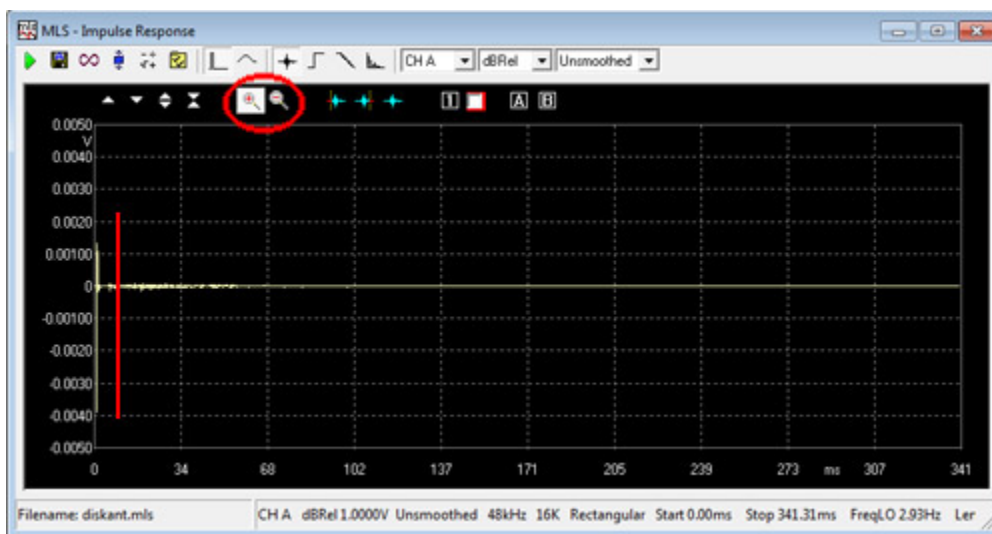 MLS - Impulse Response
CH A dBRel Unsmoothed
1 A B
0.0050
V
0.0040
0.0030
0.0020
0.00100
0
-0.00100
-0.0020
-0.0030
-0.0040
-0.0050
0 34 68 102 137 171 205 239 273 ms 307 341
Filename: diskant.mls CH A dBRel 1.0000V Unsmoothed 48kHz 16K Rectangular Start 0.00ms Stop 341.31ms FreqLO 2.93Hz Ler